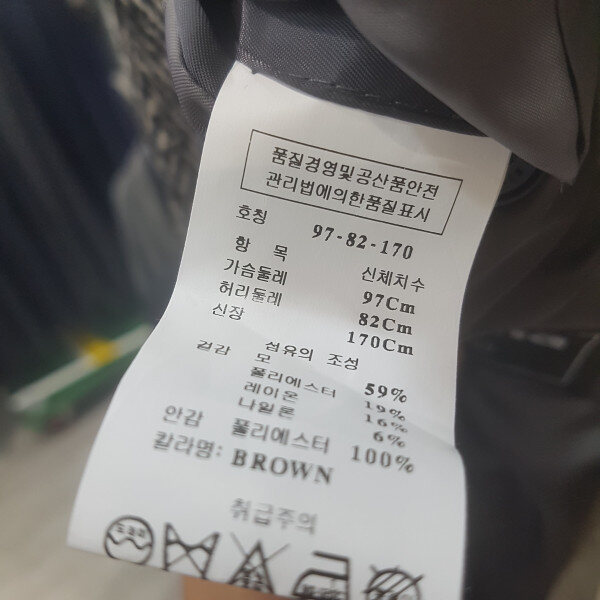 품질경영및공산품안전
관리법에의한품질표시
호칭 97-82-170
항 목 신체치수
가슴둘레 97Cm
허리둘레 82Cm
신장 170Cm
섬유의 조성
겉감 모 59%
폴리에스터 19%
레이온 16%
나일론 6%
안감 폴리에스터 100%
칼라명: BROWN
취급주의